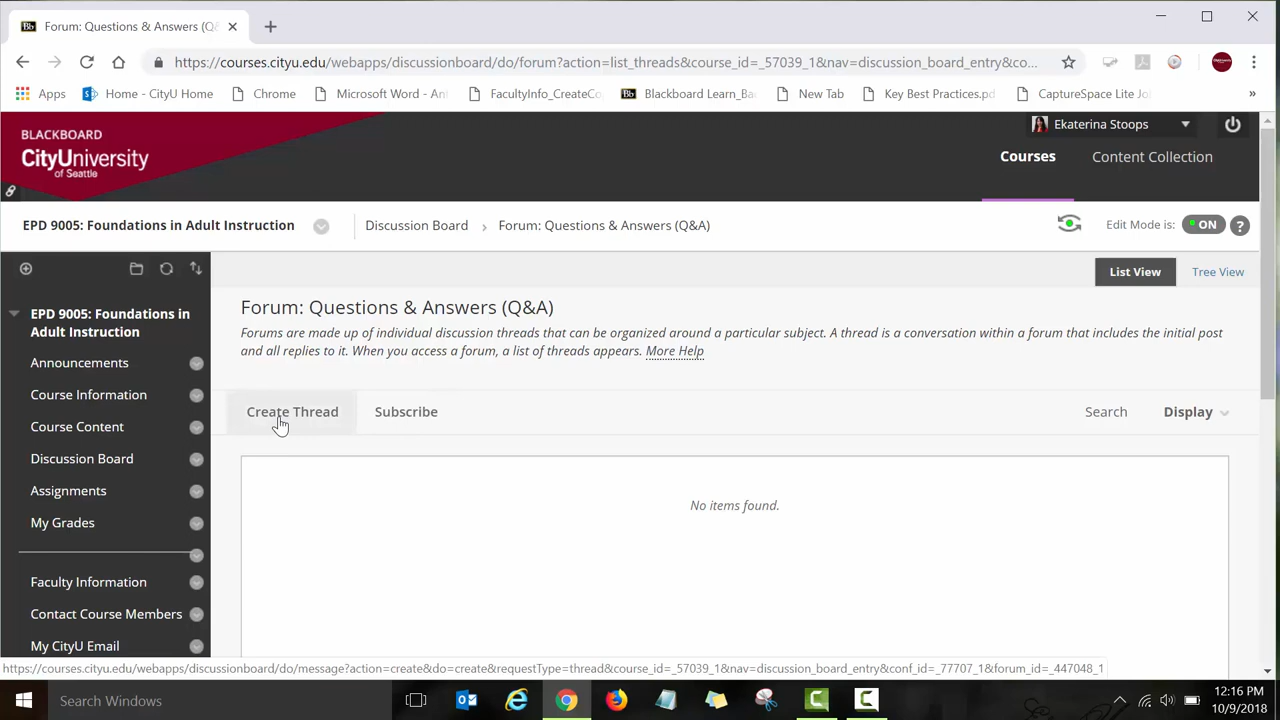 Forum: Questions & Answers (Q&
https://courses.cityu.edu/webapps/discussionboard/do/forum?action=list_threads&course_id=_57039_1&nav=discussion_board_entry&co...
Apps
Home - CityU Home
Chrome
Microsoft Word - An
FacultyInfo_CreateCo
Blackboard Learn_Ba
New Tab
Key Best Practices.pd
CaptureSpace Lite Jo
»
BLACKBOARD
CityUniversity
of Seattle
Ekaterina Stoops
Courses
Content Collection
EPD 9005: Foundations in Adult Instruction
Discussion Board
Forum: Questions & Answers (Q&A)
Edit Mode is:
ON
?
List View
Tree View
EPD 9005: Foundations in
Adult Instruction
Announcements
Course Information
Course Content
Discussion Board
Assignments
My Grades
Faculty Information
Contact Course Members
My CityU Email
Forum: Questions & Answers (Q&A)
Forums are made up of individual discussion threads that can be organized around a particular subject. A thread is a conversation within a forum that includes the initial post
and all replies to it. When you access a forum, a list of threads appears. More Help
Create Thread
Subscribe
Search
Display
No items found.
https://courses.cityu.edu/webapps/discussionboard/do/message?action=create&do=create&requestType=thread&course_id=_57039_1&nav=discussion_board_entry&conf_id=_77707_1&forum_id=_447048_1
Search Windows
12:16 PM
10/9/2018